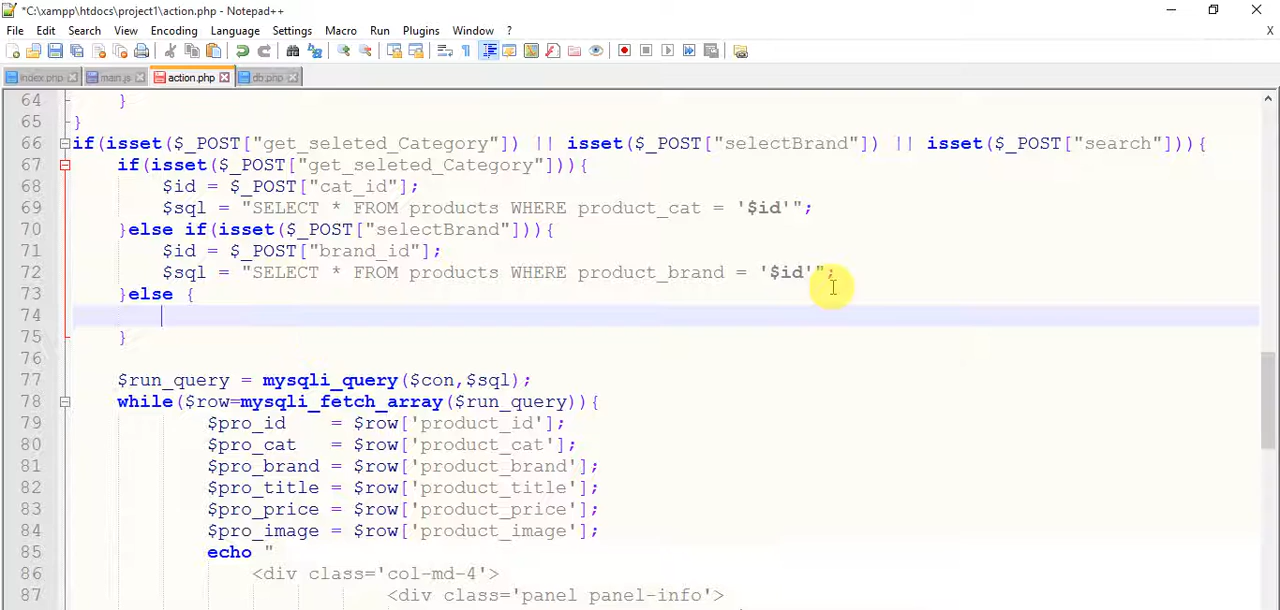 *C:\xampp\htdocs\project1\action.php - Notepad++
File Edit Search View Encoding Language Settings Macro Run Plugins Window ? X
index.php main.js action.php db.php
64 }
65 }
66 if(isset($_POST["get_seleted_Category"]) || isset($_POST["selectBrand"]) || isset($_POST["search"])){
67 if(isset($_POST["get_seleted_Category"])){
68 $id = $_POST["cat_id"];
69 $sql = "SELECT * FROM products WHERE product_cat = '$id'";
70 }else if(isset($_POST["selectBrand"])){
71 $id = $_POST["brand_id"];
72 $sql = "SELECT * FROM products WHERE product_brand = '$id'";
73 }else {
74
75 }
76
77 $run_query = mysqli_query($con,$sql);
78 while($row=mysqli_fetch_array($run_query)){
79 $pro_id = $row['product_id'];
80 $pro_cat = $row['product_cat'];
81 $pro_brand = $row['product_brand'];
82 $pro_title = $row['product_title'];
83 $pro_price = $row['product_price'];
84 $pro_image = $row['product_image'];
85 echo "
86 <div class='col-md-4'>
87 <div class='panel panel-info'>